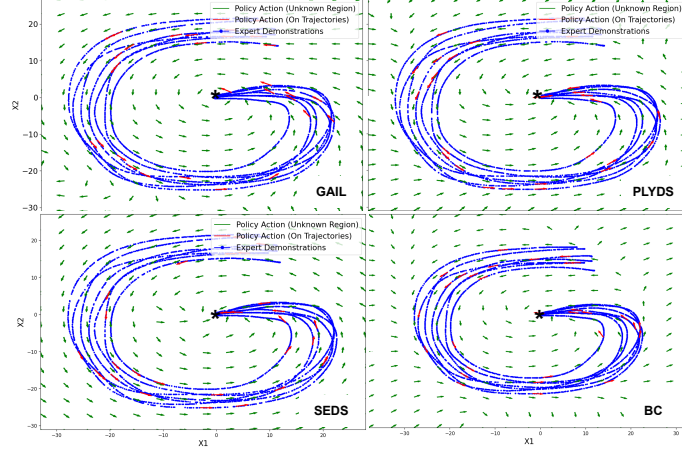 Policy Action (Unknown Region)
Policy Action (On Trajectories)
Expert Demonstrations
Policy Action (Unknown Region)
Policy Action (On Trajectories)
Expert Demonstrations
X2
20
10
0
−10
−20
−30
GAIL
PLYDS
Policy Action (Unknown Region)
Policy Action (On Trajectories)
Expert Demonstrations
X2
20
10
0
−10
−20
−30
SEDS
BC
−30 −20 −10 0 10 20
−30 −20 −10 0 10 20 30
X1
X1